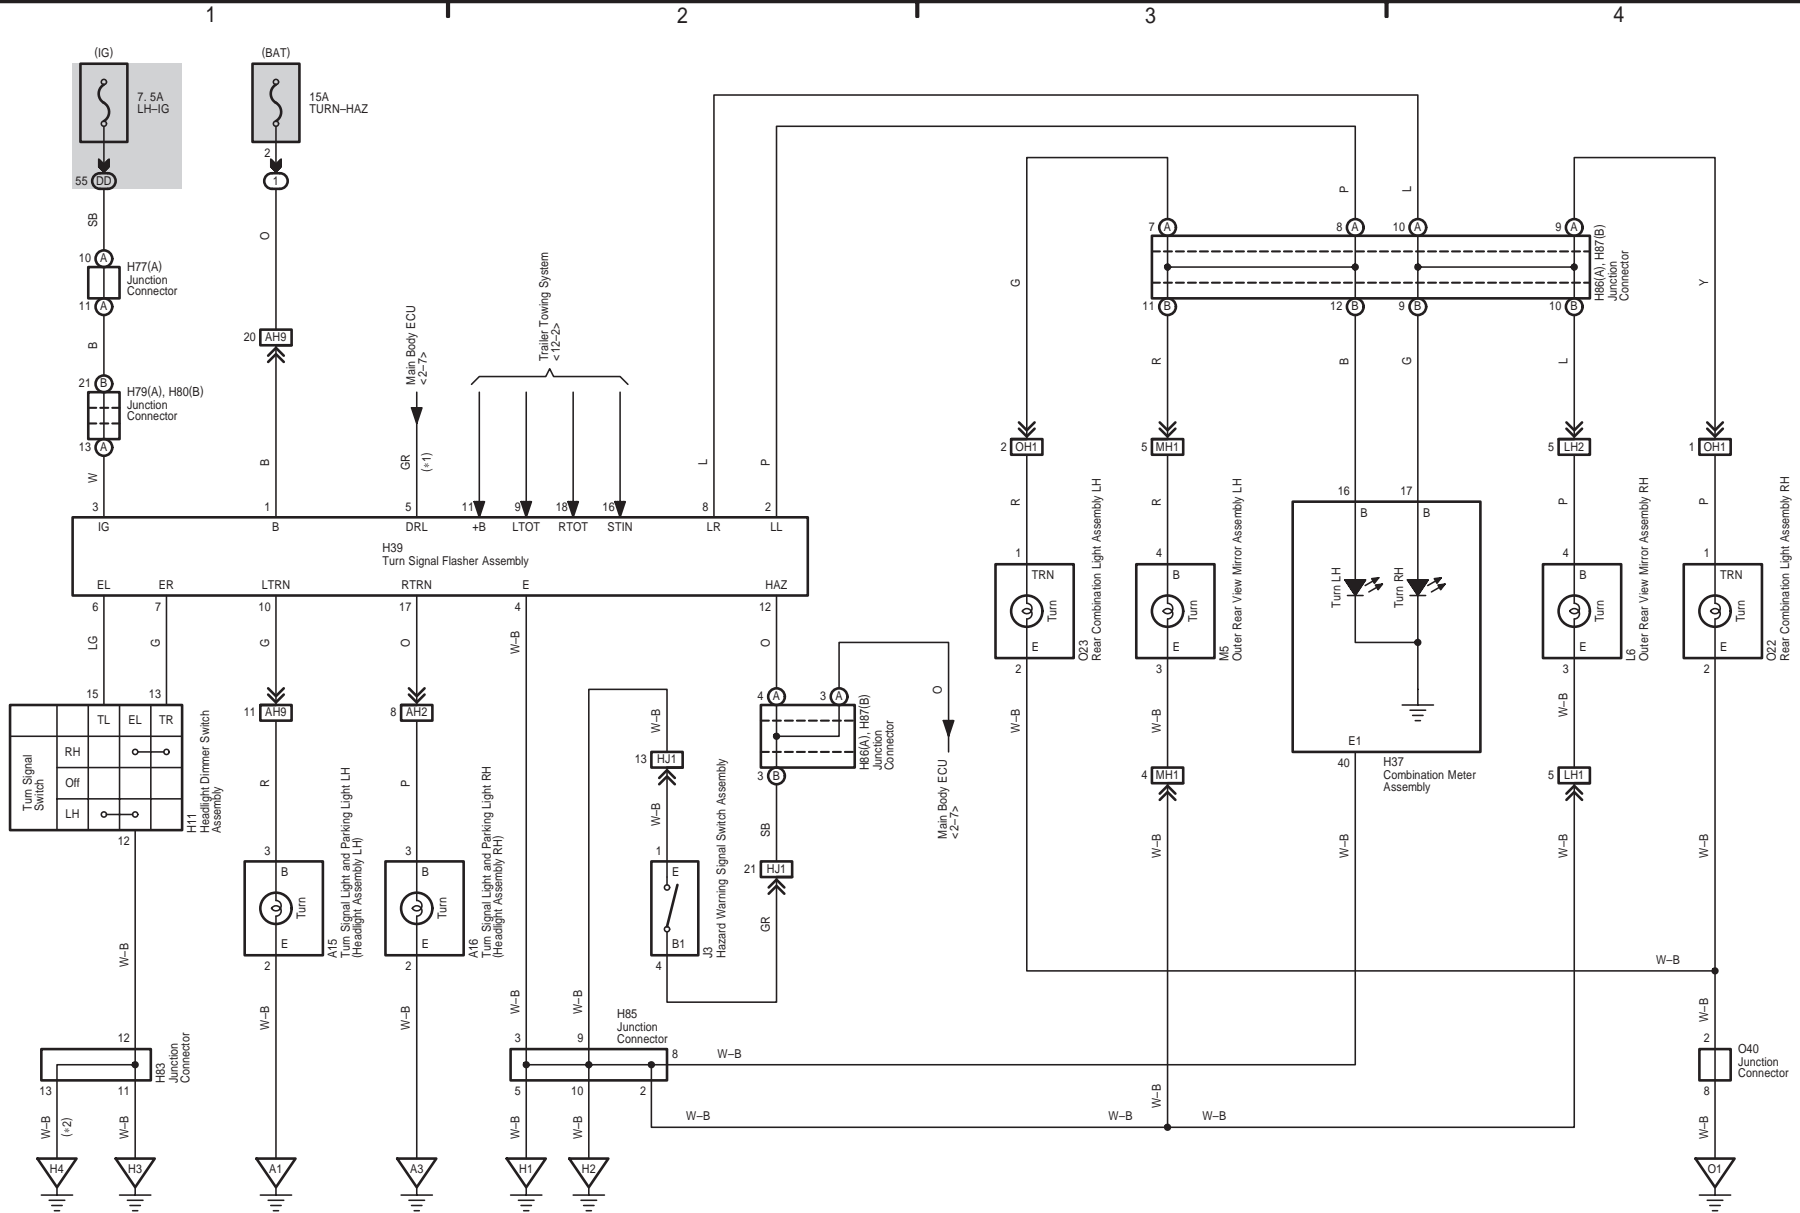 1
2
3
4
(IG)
(BAT)
7. 5A
LH–IG
15A
TURN–HAZ
2
55 DD
1
SB
O
P
L
10 A
H77(A)
Junction
Connector
11 A
7 A
8 A
10 A
9 A
H86(A), H87(B)
Junction
Connector
11 B
12 B
9 B
10 B
G
Y
Trailer Towing System
<12–2>
Main Body ECU
<2–7>
20 AH9
B
R
B
G
L
21 B
H79(A), H80(B)
Junction
Connector
13 A
W
B
GR
(*1)
L
P
2 OH1
5 MH1
5 LH2
1 OH1
R
R
P
P
3
1
5
11
9
18
16
8
2
IG
B
DRL
+B
LTOT
RTOT
STIN
LR
LL
H39
Turn Signal Flasher Assembly
EL
ER
LTRN
RTRN
E
HAZ
6
7
10
17
4
12
LG
G
G
O
W–B
O
16
17
B
B
Turn LH
Turn RH
E1
40
H37
Combination Meter
Assembly
1
TRN
Turn
E
2
O23
Rear Combination Light Assembly LH
4
B
Turn
E
3
M5
Outer Rear View Mirror Assembly LH
4
B
Turn
E
3
L6
Outer Rear View Mirror Assembly RH
1
TRN
Turn
E
2
O22
Rear Combination Light Assembly RH
15
13
TL
EL
TR
Turn Signal
Switch
RH
Off
LH
12
H11
Headlight Dimmer Switch
Assembly
11 AH9
8 AH2
R
P
W–B
13 HJ1
W–B
4 A
3 A
H86(A), H87(B)
Junction
Connector
3 B
O
Main Body ECU
<2–7>
SB
21 HJ1
GR
W–B
W–B
W–B
4 MH1
5 LH1
W–B
W–B
W–B
W–B
3
B
Turn
E
2
A15
Turn Signal Light and Parking Light LH
(Headlight Assembly LH)
3
B
Turn
E
2
A16
Turn Signal Light and Parking Light RH
(Headlight Assembly RH)
1
E
B1
4
J3
Hazard Warning Signal Switch Assembly
W–B
W–B
W–B
W–B
W–B
W–B
W–B
12
H83
Junction
Connector
13
11
H85
Junction
Connector
3
9
8
5
10
2
W–B
2
O40
Junction
Connector
8
W–B
(*2)
W–B
W–B
W–B
W–B
W–B
W–B
W–B
W–B
H4
H3
A1
A3
H1
H2
O1